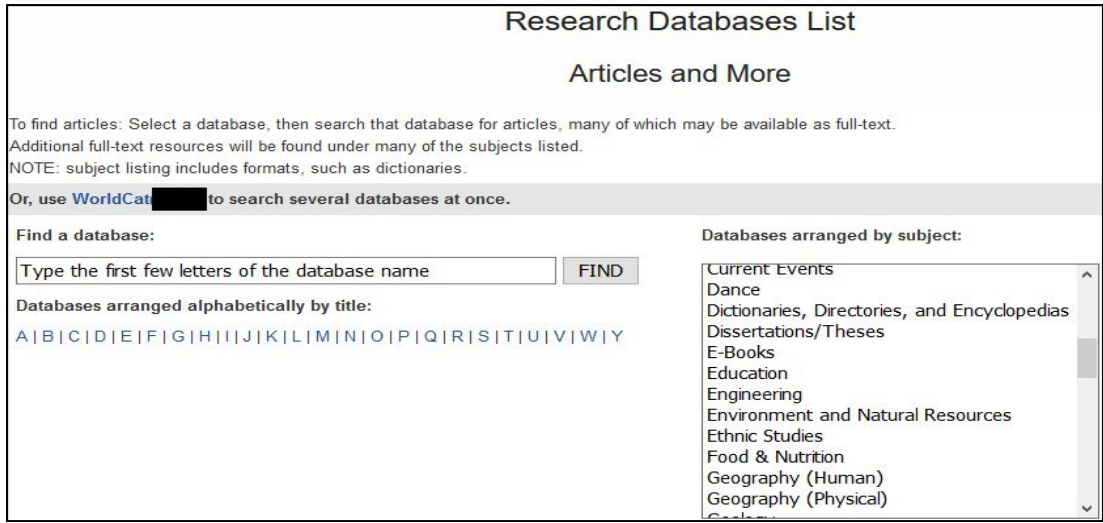 Research Databases List
Articles and More
To find articles: Select a database, then search that database for articles, many of which may be available as full-text.
Additional full-text resources will be found under many of the subjects listed.
NOTE: subject listing includes formats, such as dictionaries.
Or, use WorldCat to search several databases at once.
Find a database:
Type the first few letters of the database name FIND
Databases arranged alphabetically by title:
A | B | C | D | E | F | G | H | I | J | K | L | M | N | O | P | Q | R | S | T | U | V | W | Y
Databases arranged by subject:
Current Events
Dance
Dictionaries, Directories, and Encyclopedias
Dissertations/Theses
E-Books
Education
Engineering
Environment and Natural Resources
Ethnic Studies
Food & Nutrition
Geography (Human)
Geography (Physical)